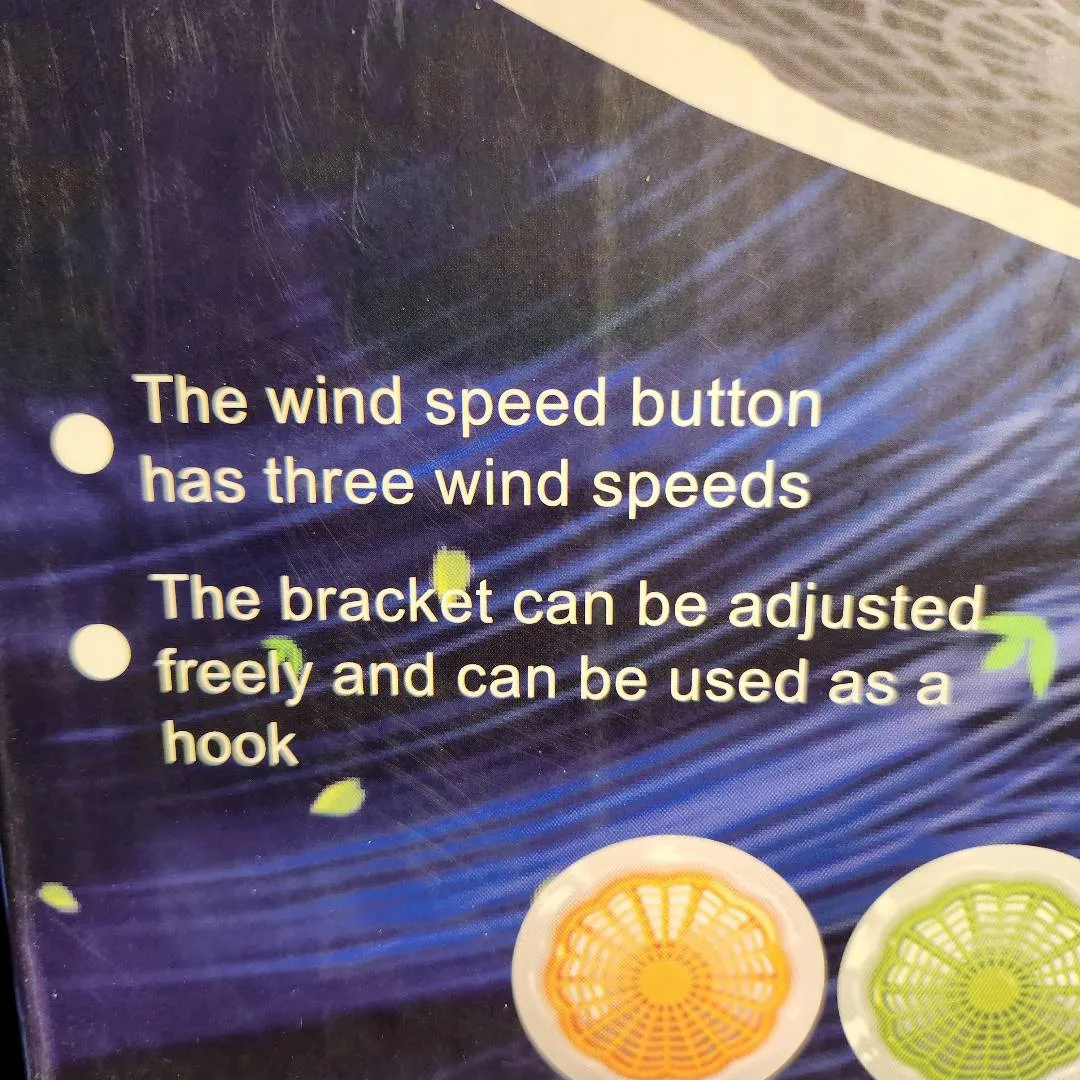 The wind speed button
has three wind speeds
The bracket can be adjusted
freely and can be used as a
hook